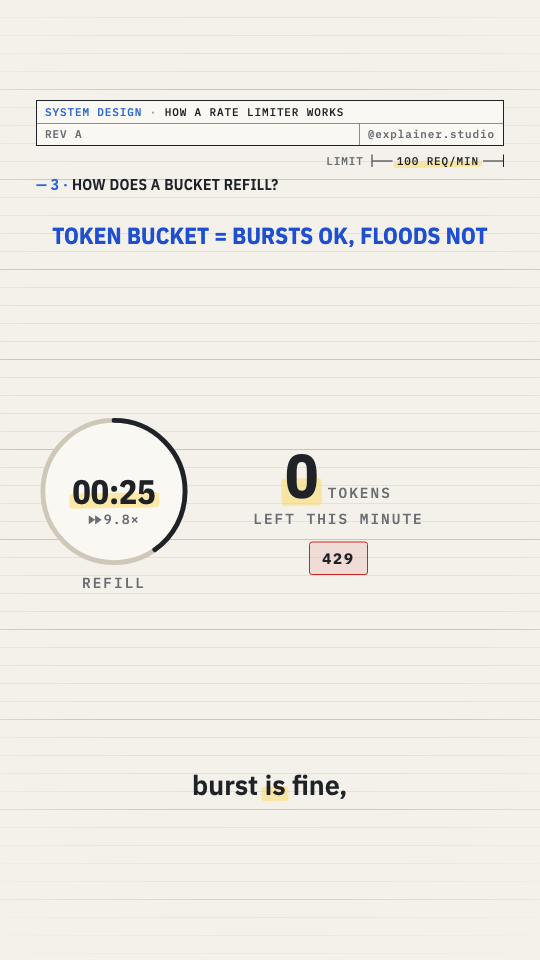 SYSTEM DESIGN · HOW A RATE LIMITER WORKS
REV A
@explainer.studio
LIMIT 100 REQ/MIN
— 3 · HOW DOES A BUCKET REFILL?
TOKEN BUCKET = BURSTS OK, FLOODS NOT
00:25
9.8×
REFILL
0 TOKENS
LEFT THIS MINUTE
429
burst is fine,